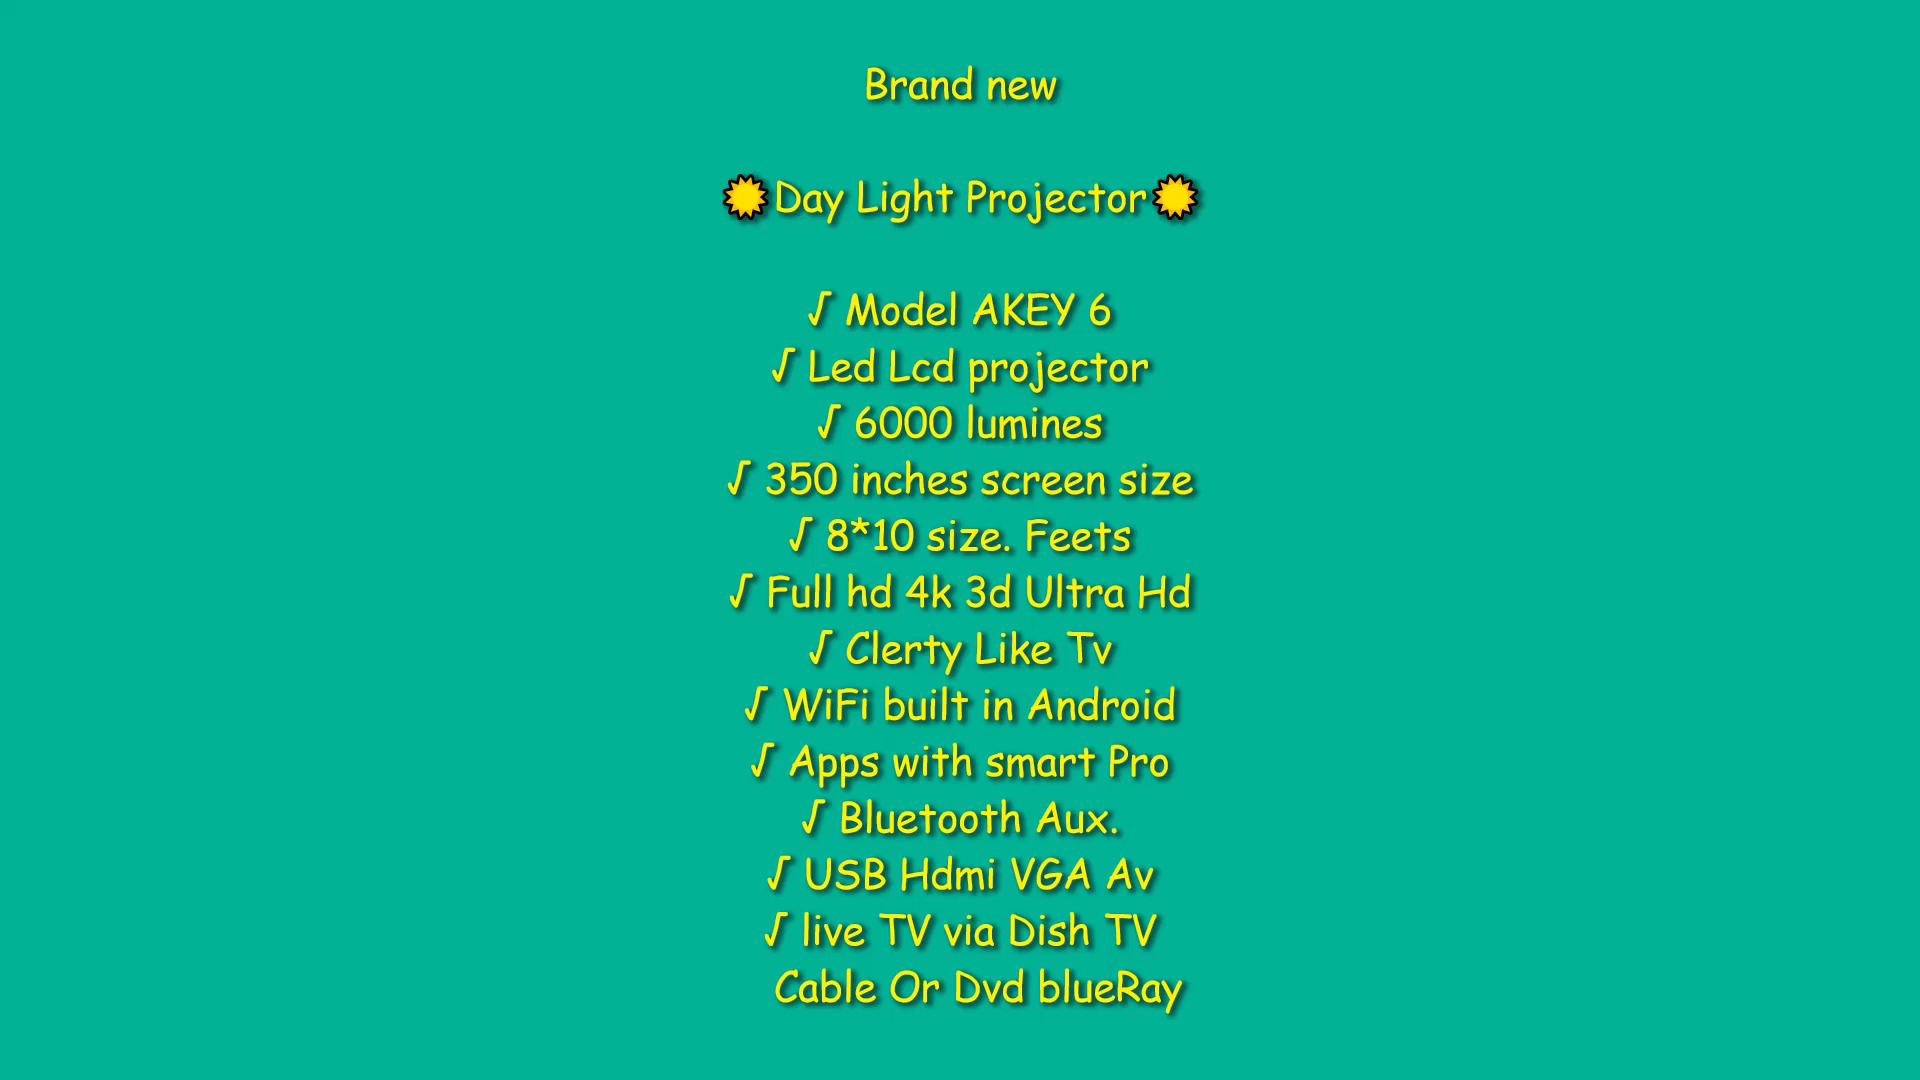 Brand new
Day Light Projector
√ Model AKEY 6
√ Led Lcd projector
√ 6000 lumines
√ 350 inches screen size
√ 8*10 size. Feets
√ Full hd 4k 3d Ultra Hd
√ Clerty Like Tv
√ WiFi built in Android
√ Apps with smart Pro
√ Bluetooth Aux.
√ USB Hdmi VGA Av
√ live TV via Dish TV
Cable Or Dvd blueRay